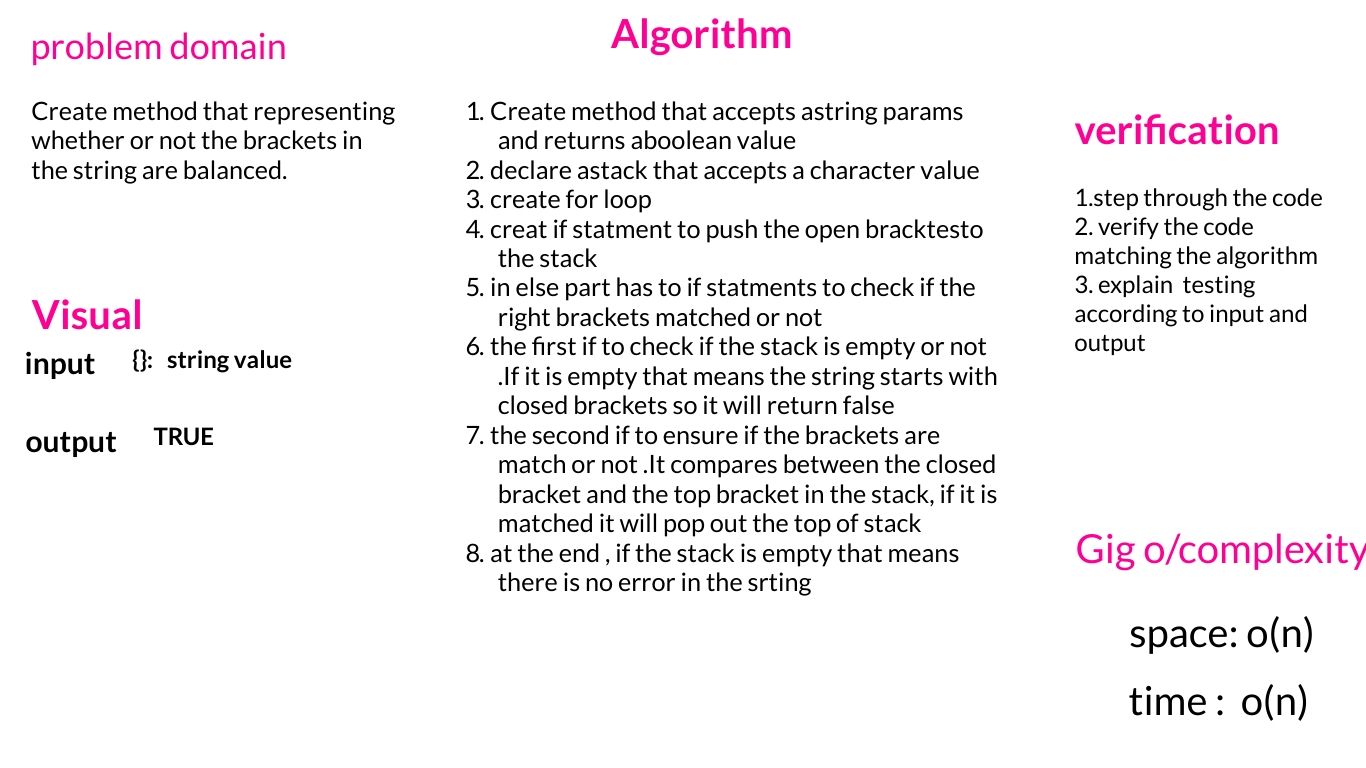 problem domain
Create method that representing
whether or not the brackets in
the string are balanced.
Visual
input {}: string value
output TRUE
Algorithm
1. Create method that accepts astring params
and returns aboolean value
2. declare astack that accepts a character value
3. create for loop
4. creat if statment to push the open bracktesto
the stack
5. in else part has to if statments to check if the
right brackets matched or not
6. the first if to check if the stack is empty or not
.If it is empty that means the string starts with
closed brackets so it will return false
7. the second if to ensure if the brackets are
match or not .It compares between the closed
bracket and the top bracket in the stack, if it is
matched it will pop out the top of stack
8. at the end , if the stack is empty that means
there is no error in the srting
verification
1.step through the code
2. verify the code
matching the algorithm
3. explain testing
according to input and
output
Gig o/complexity
space: o(n)
time : o(n)